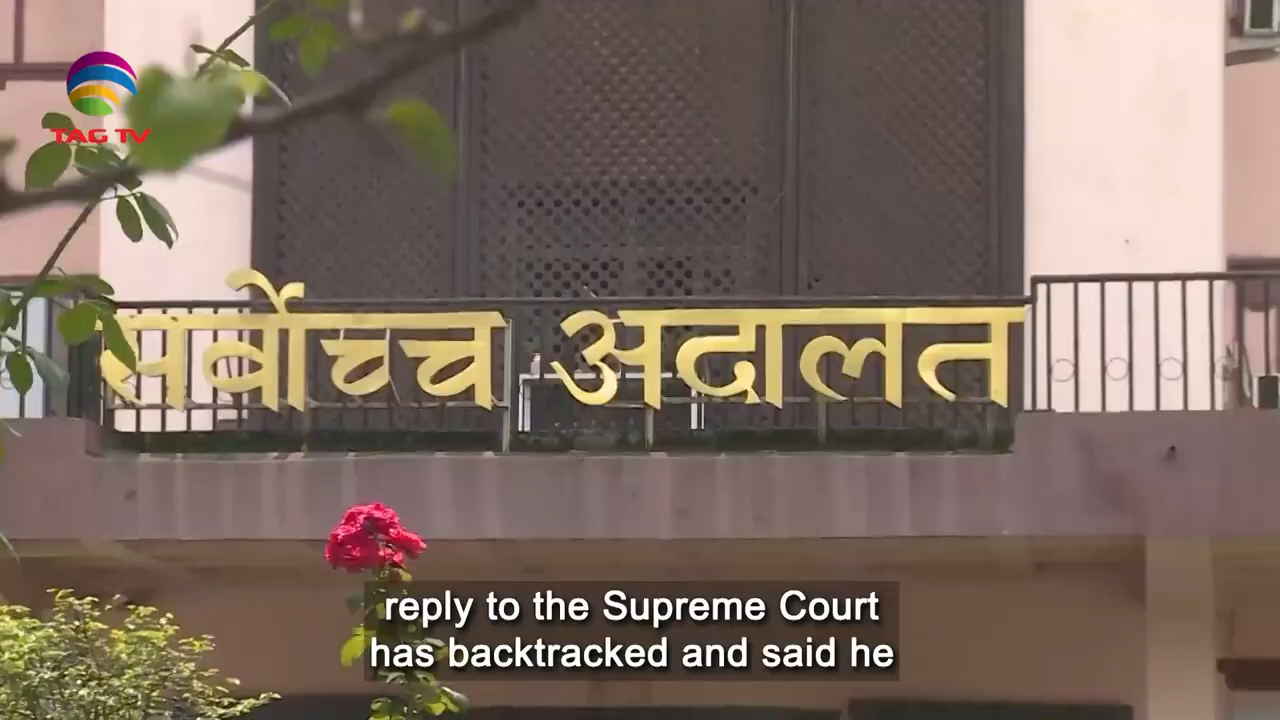 TAG TV
सर्वोच्च अदालत
reply to the Supreme Court
has backtracked and said he